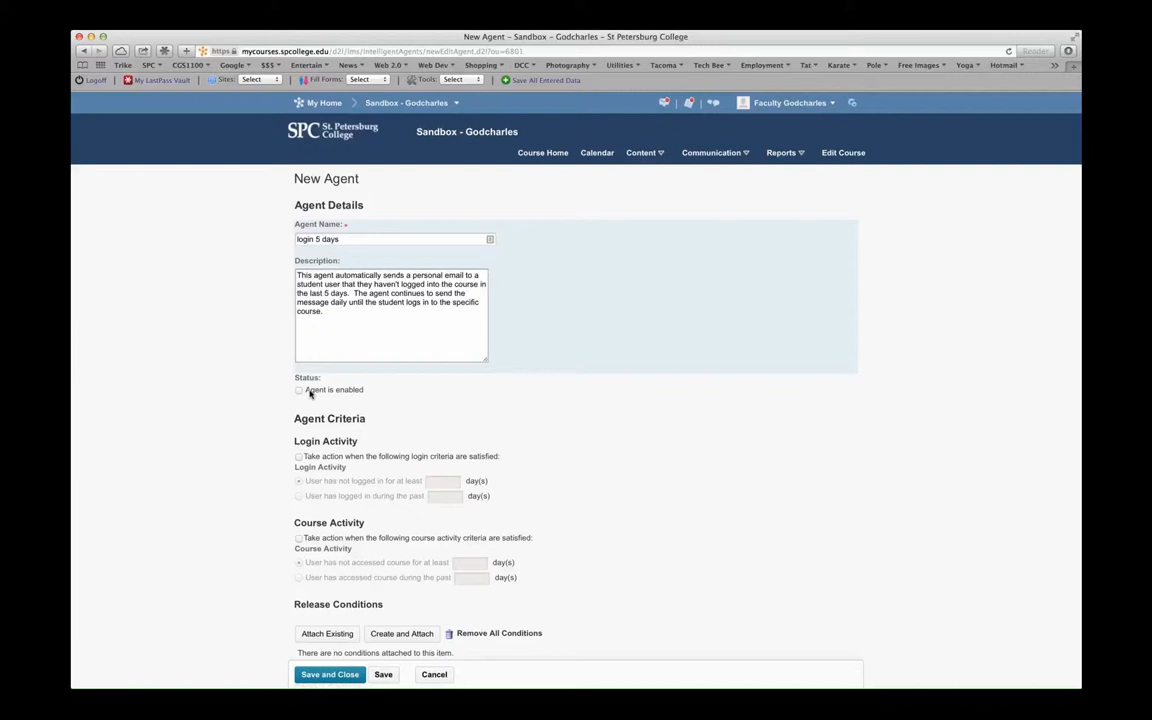 New Agent – Sandbox – Godcharles – St Petersburg College
https mycourses.spcollege.edu/d2l/lms/IntelligentAgents/newEditAgent.d2l?ou=6801 Reader
Trike SPC CGS1100 Google $$$ Entertain News Web 2.0 Web Dev Shopping DCC Photography Utilities Tacoma Tech Bee Employment Tat Karate Pole Free Images Yoga Hotmail
Logoff My LastPass Vault Sites: Select Fill Forms: Select Tools: Select Save All Entered Data
My Home Sandbox - Godcharles Faculty Godcharles
SPC St. Petersburg College Sandbox - Godcharles
Course Home Calendar Content Communication Reports Edit Course
New Agent
Agent Details
Agent Name:
login 5 days
Description:
This agent automatically sends a personal email to a
student user that they haven't logged into the course in
the last 5 days. The agent continues to send the
message daily until the student logs in to the specific
course.
Status:
Agent is enabled
Agent Criteria
Login Activity
Take action when the following login criteria are satisfied:
Login Activity
User has not logged in for at least day(s)
User has logged in during the past day(s)
Course Activity
Take action when the following course activity criteria are satisfied:
Course Activity
User has not accessed course for at least day(s)
User has accessed course during the past day(s)
Release Conditions
Attach Existing Create and Attach Remove All Conditions
There are no conditions attached to this item.
Save and Close Save Cancel